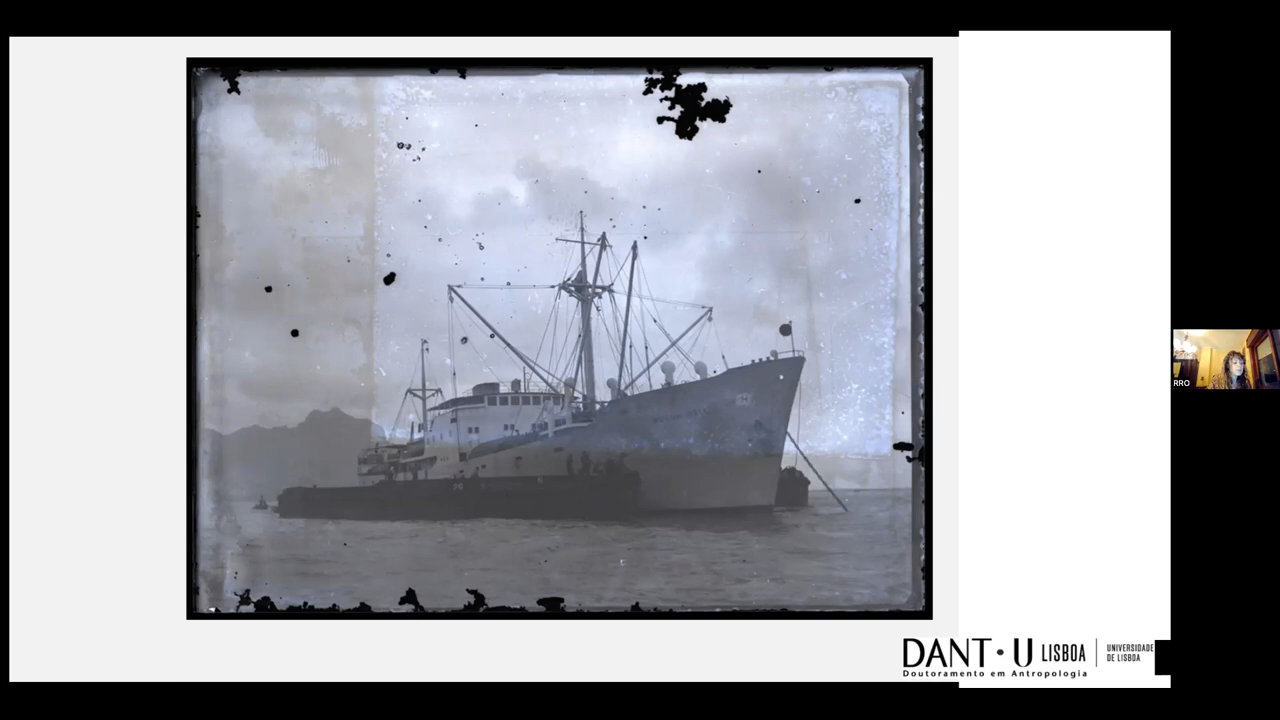 RRO
DANT • U LISBOA
UNIVERSIDADE
DE LISBOA
Doutoramento em Antropologia